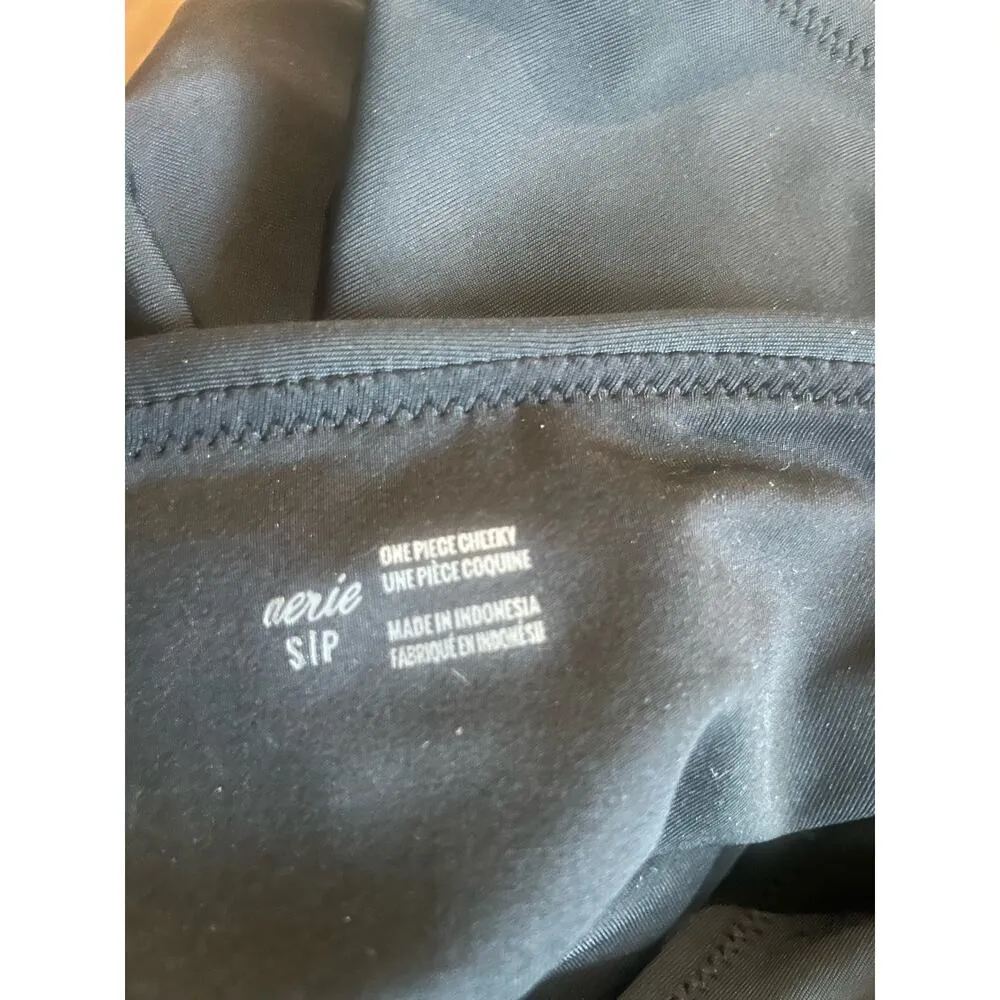 aerie
S|P
ONE PIECE CHEEKY
UNE PIÈCE COQUINE
MADE IN INDONESIA
FABRIQUÉ EN INDONÉSIE